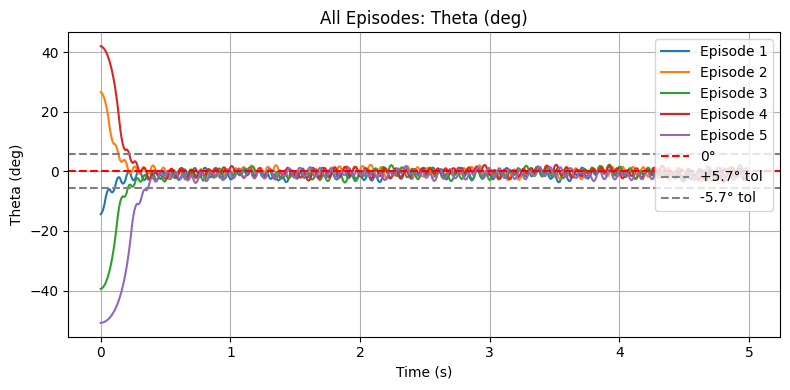 All Episodes: Theta (deg)
Theta (deg)
40
20
0
−20
−40
Episode 1
Episode 2
Episode 3
Episode 4
Episode 5
0°
+5.7° tol
-5.7° tol
0
1
2
3
4
5
Time (s)